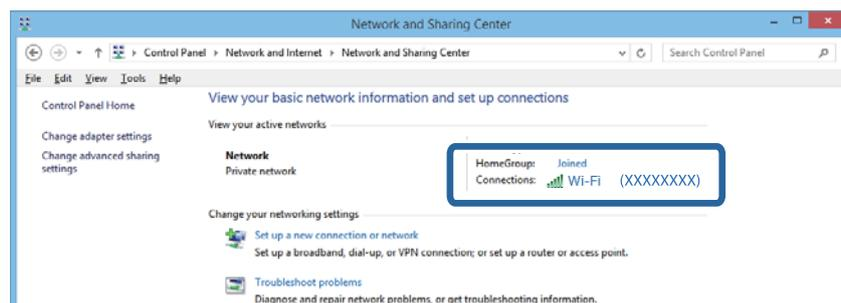 Network and Sharing Center
Control Panel Network and Internet Network and Sharing Center Search Control Panel
File Edit View Tools Help
Control Panel Home
Change adapter settings
Change advanced sharing
settings
View your basic network information and set up connections
View your active networks
Network
Private network
HomeGroup: Joined
Connections: Wi-Fi (XXXXXXXX)
Change your networking settings
Set up a new connection or network
Set up a broadband, dial-up, or VPN connection; or set up a router or access point.
Troubleshoot problems
Diagnose and repair network problems, or get troubleshooting information.